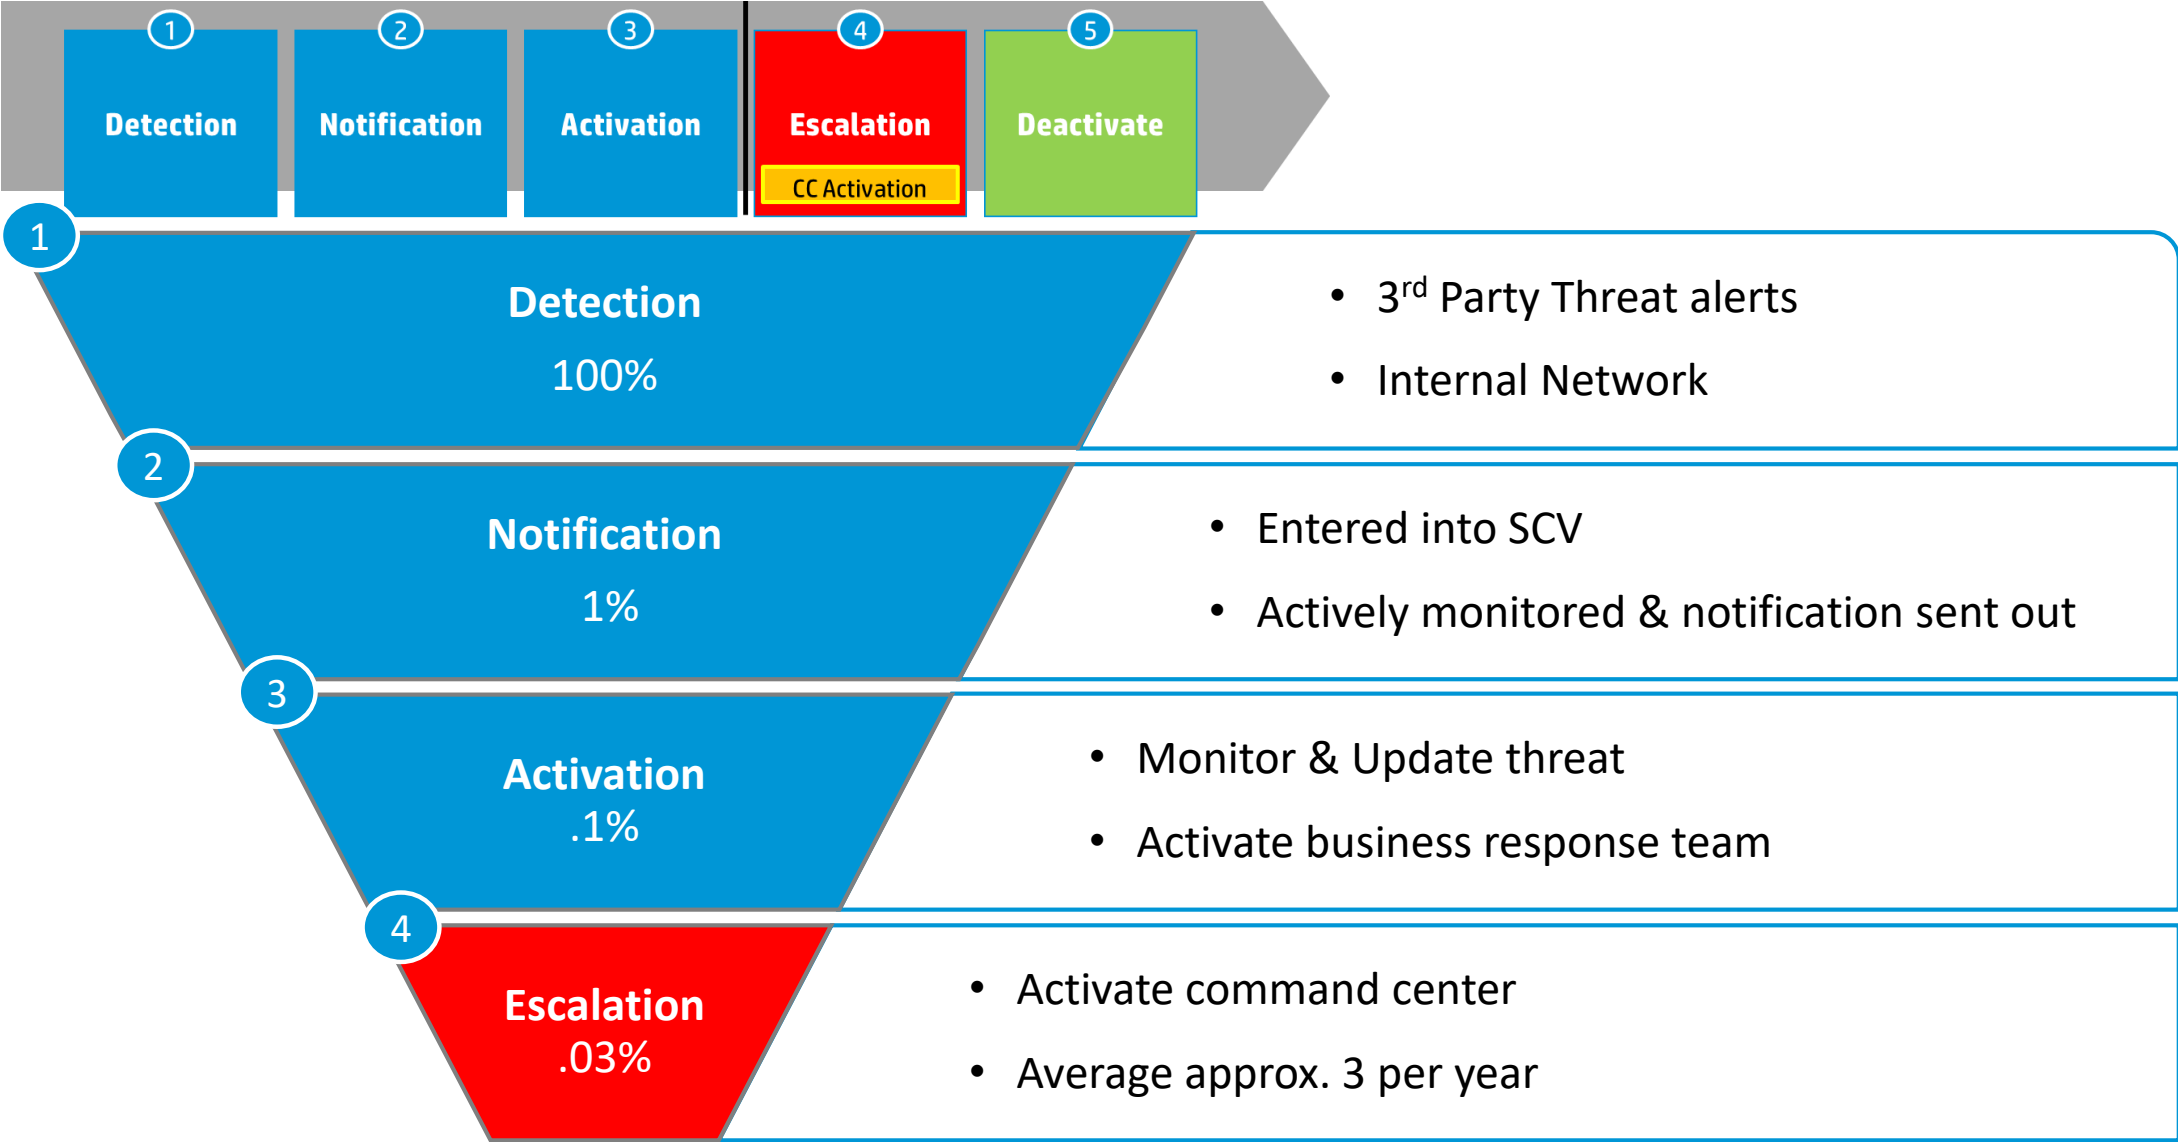 1
2
3
4
5
Detection
Notification
Activation
Escalation
Deactivate
CC Activation
1
Detection
100%
• 3rd Party Threat alerts
• Internal Network
2
Notification
1%
• Entered into SCV
• Actively monitored & notification sent out
3
Activation
.1%
• Monitor & Update threat
• Activate business response team
4
Escalation
.03%
• Activate command center
• Average approx. 3 per year